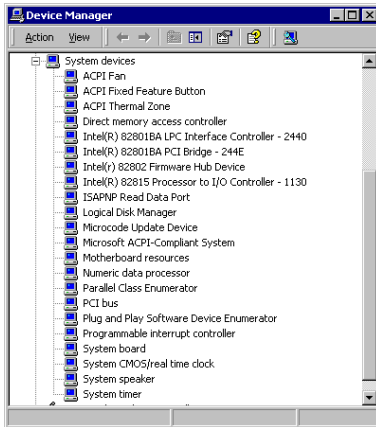 Device Manager
Action View
System devices
ACPI Fan
ACPI Fixed Feature Button
ACPI Thermal Zone
Direct memory access controller
Intel(R) 82801BA LPC Interface Controller - 2440
Intel(R) 82801BA PCI Bridge - 244E
Intel(r) 82802 Firmware Hub Device
Intel(R) 82815 Processor to I/O Controller - 1130
ISAPNP Read Data Port
Logical Disk Manager
Microcode Update Device
Microsoft ACPI-Compliant System
Motherboard resources
Numeric data processor
Parallel Class Enumerator
PCI bus
Plug and Play Software Device Enumerator
Programmable interrupt controller
System board
System CMOS/real time clock
System speaker
System timer